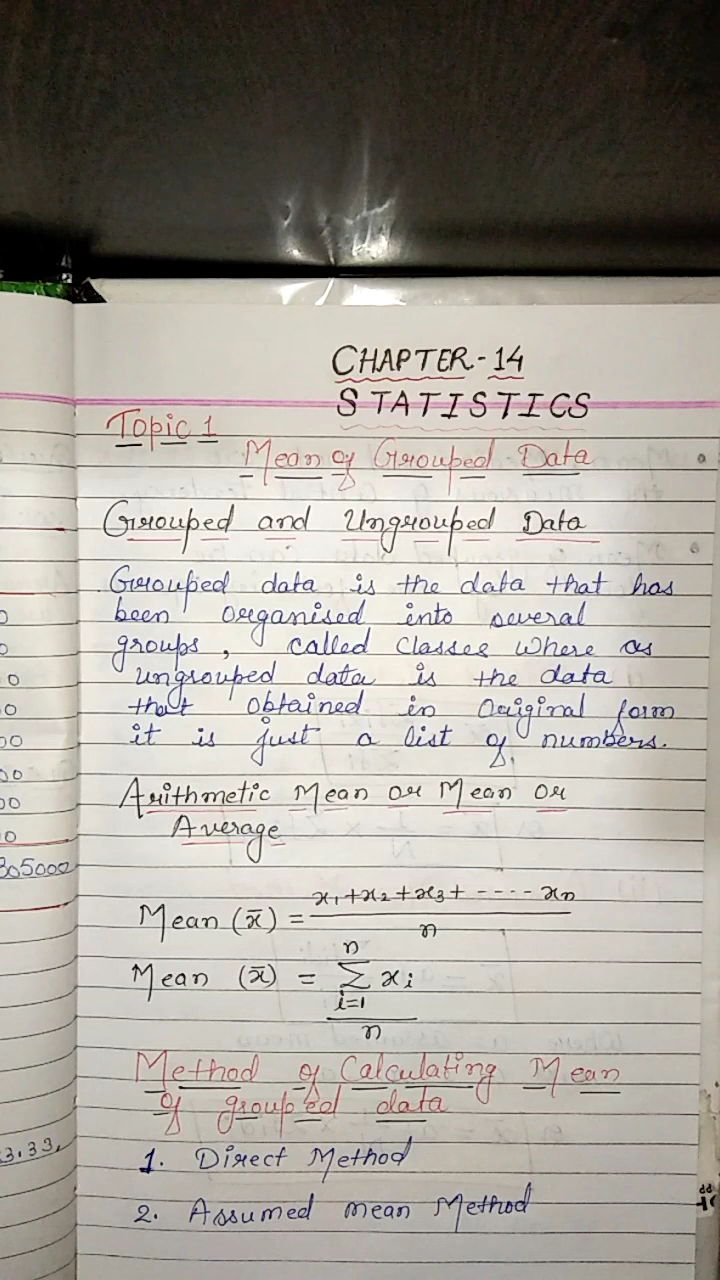 CHAPTER-14
STATISTICS
Topic 1
Mean of Grouped Data
Grouped and Ungrouped Data
Grouped data is the data that has
been organised into several
groups, called Classes where as
ungrouped data is the data
that obtained in Original form
it is just a list of numbers.
Arithmetic Mean or Mean or
Average
Mean (x̄) = x₁+x₂+x₃+ ----- xn / n
Mean (x̄) = n∑i=1 xi / n
Method of Calculating Mean
of grouped data
1. Direct Method
2. Assumed mean Method
305000
3.33,